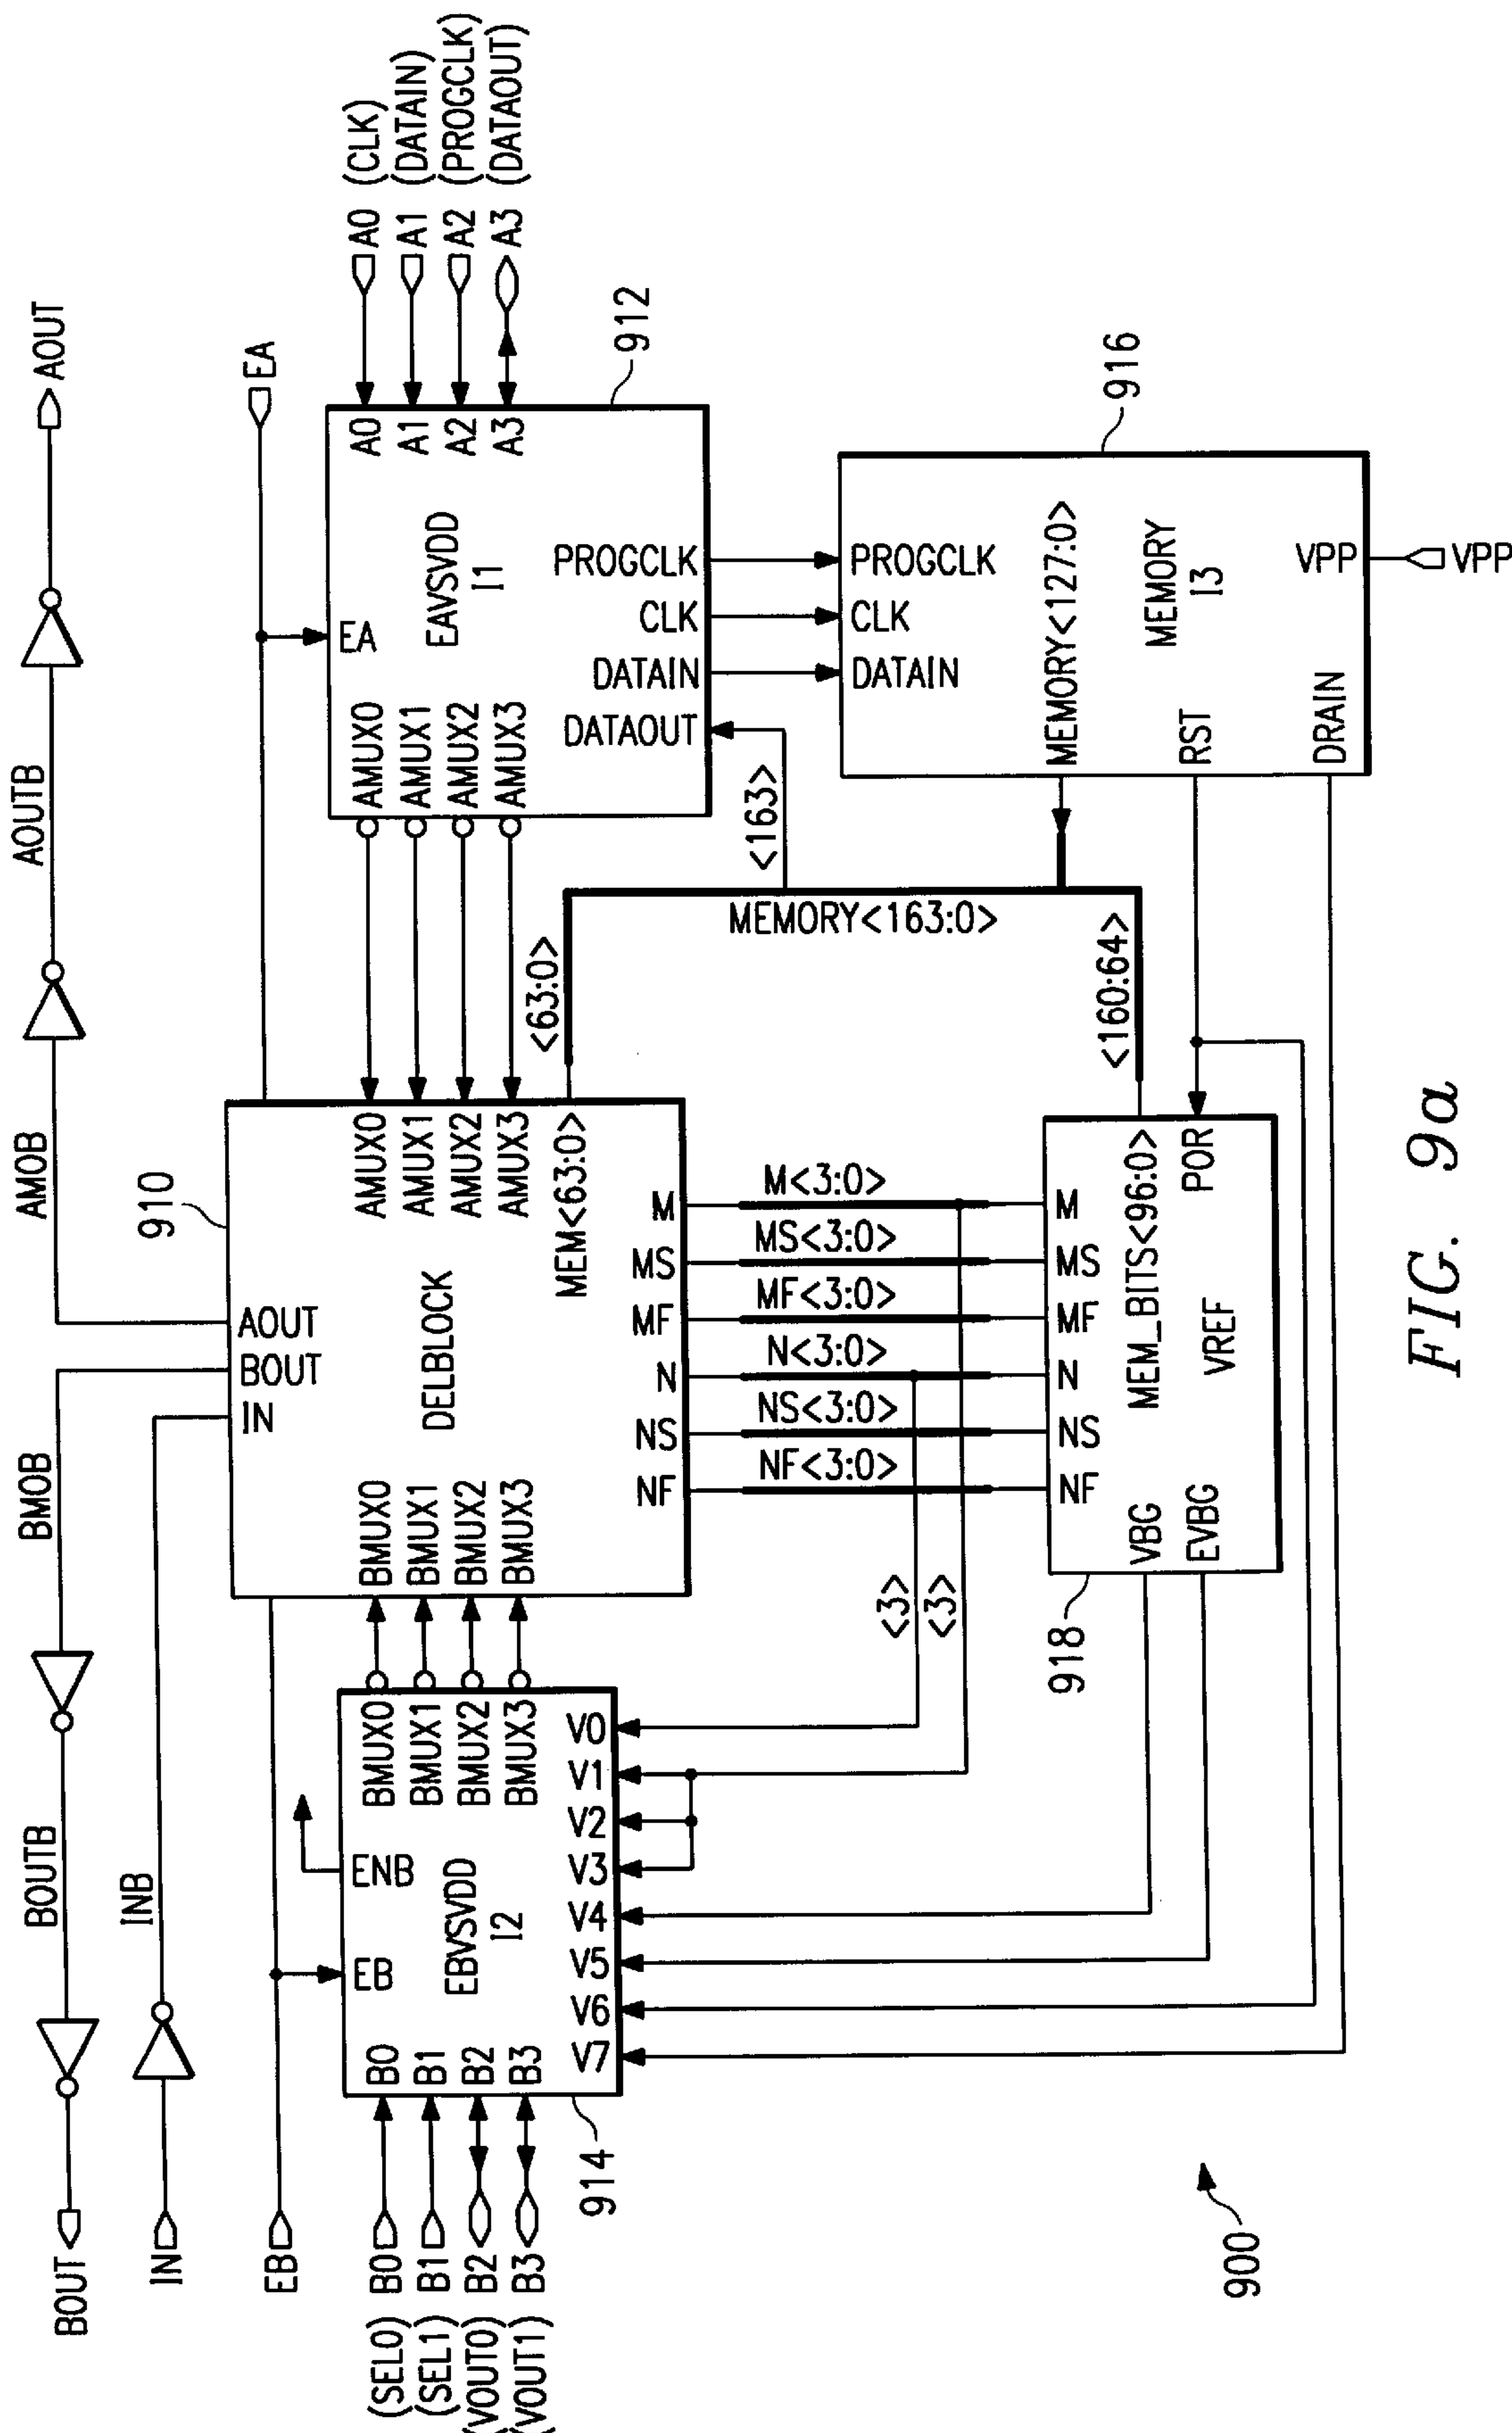 BOUT
BOUTB
BMOB
AMOB
AOUTB
AOUT
IN
INB
EB
EA
910
AOUT
BOUT
IN
DELBLOCK
BMUX0
BMUX1
BMUX2
BMUX3
AMUX0
AMUX1
AMUX2
AMUX3
MEM<63:0>
NF
NS
N
MF
MS
M
(SEL0) B0
(SEL1) B1
(VOUT0) B2
(VOUT1) B3
B0
B1
B2
B3
EB
ENB
EBVSVDD
I2
BMUX0
BMUX1
BMUX2
BMUX3
V7
V6
V5
V4
V3
V2
V1
V0
914
AMUX0
AMUX1
AMUX2
AMUX3
EA
EAVSVDD
I1
A0
A1
A2
A3
DATAOUT
DATAIN
CLK
PROGCLK
A0 (CLK)
A1 (DATAIN)
A2 (PROGCLK)
A3 (DATAOUT)
912
<63:0>
<163>
MEMORY<163:0>
<160:64>
NF<3:0>
NS<3:0>
N<3:0>
MF<3:0>
MS<3:0>
M<3:0>
<3>
<3>
918
NF
NS
N
MF
MS
M
VBG
EVBG
MEM_BITS<96:0>
VREF
POR
916
DATAIN
CLK
PROGCLK
MEMORY<127:0>
MEMORY
I3
RST
DRAIN
VPP
VPP
900
FIG. 9a